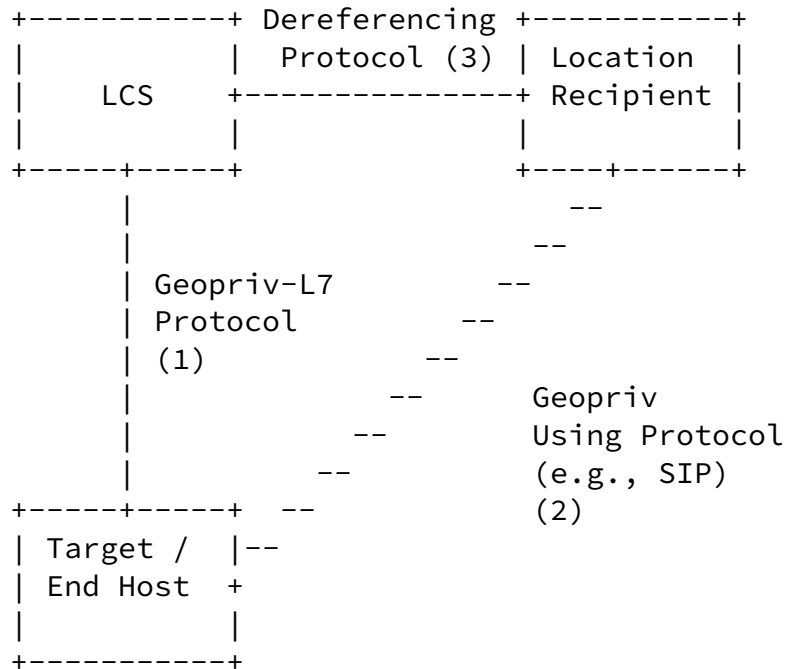 Dereferencing
Protocol (3)
LCS
Location
Recipient
Geopriv-L7
Protocol
(1)
Geopriv
Using Protocol
(e.g., SIP)
(2)
Target /
End Host